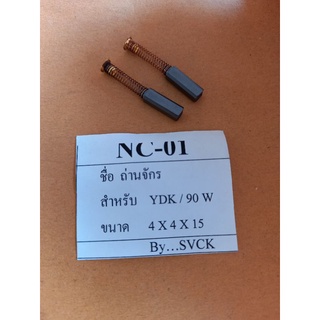 NC-01
ชื่อ ถ่านจักร
สำหรับ YDK / 90 W
ขนาด 4 X 4 X 15
By...SVCK